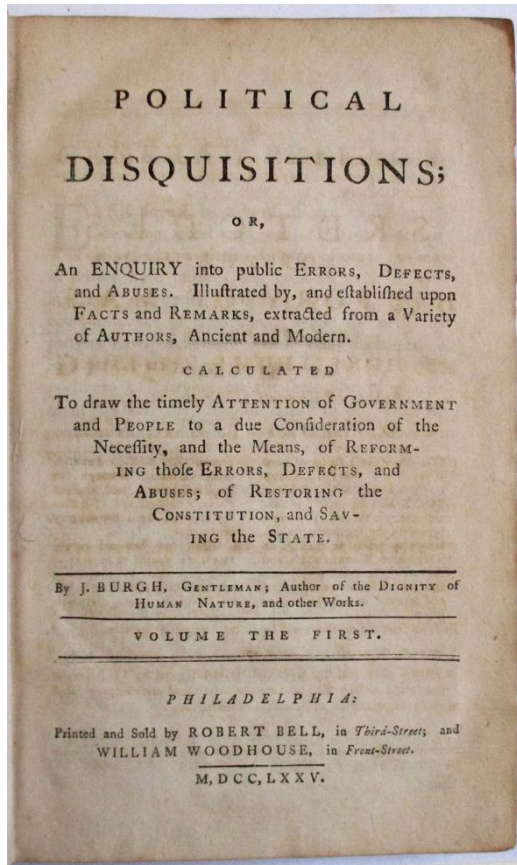 POLITICAL
DISQUISITIONS;
OR,
An ENQUIRY into public ERRORS, DEFECTS,
and ABUSES. Illuſtrated by, and eſtabliſhed upon
FACTS and REMARKS, extracted from a Variety
of AUTHORS, Ancient and Modern.
CALCULATED
To draw the timely ATTENTION of GOVERNMENT
and PEOPLE to a due Conſideration of the
Neceſſity, and the Means, of REFORM-
ING thoſe ERRORS, DEFECTS, and
ABUSES; of RESTORING the
CONSTITUTION, and SAV-
ING the STATE.
By J. BURGH, GENTLEMAN; Author of the DIGNITY of
HUMAN NATURE, and other Works.
VOLUME THE FIRST.
PHILADELPHIA:
Printed and Sold by ROBERT BELL, in Third-Street; and
WILLIAM WOODHOUSE, in Front-Street.
M,DCC,LXXV.